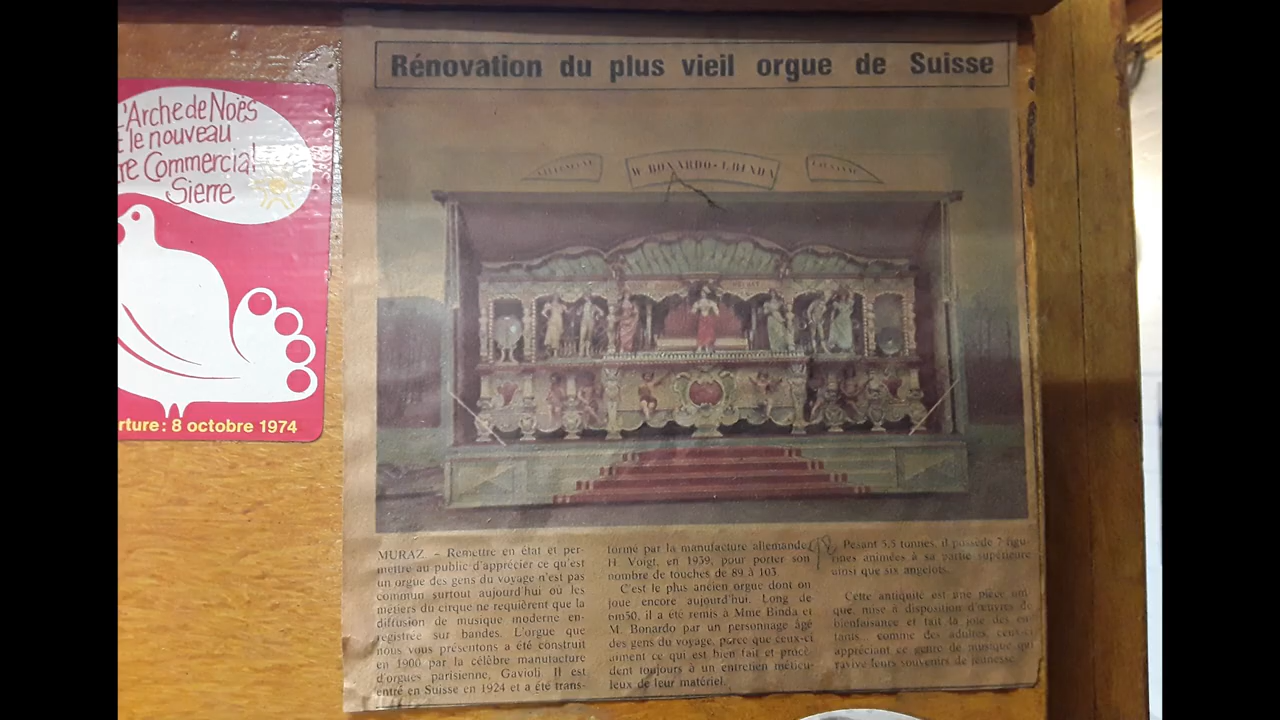 'Arche de Noës
le nouveau
re Commercial
Sierre
rture: 8 octobre 1974
Rénovation du plus vieil orgue de Suisse
W. BONARDO - J. BINDA
MURAZ – Remettre en état et per-
mettre au public d'apprécier ce qu'est
un orgue des gens du voyage n'est pas
commun surtout aujourd'hui où les
métiers du cirque ne requièrent que la
diffusion de musique moderne en-
registrée sur bandes. L'orgue que
nous vous présentons a été construit
en 1900 par la célèbre manufacture
d'orgues parisienne, Gavioli. Il est
entré en Suisse en 1924 et a été trans-
formé par la manufacture allemande
H. Voigt, en 1939, pour porter son
nombre de touches de 89 à 103.
C'est le plus ancien orgue dont on
joue encore aujourd'hui. Long de
6m50, il a été remis à Mme Binda et
M. Bonardo par un personnage âgé
des gens du voyage, parce que ceux-ci
aiment ce qui est bien fait et procè-
dent toujours à un entretien méticu-
leux de leur matériel.
Pesant 5,5 tonnes, il possède 7 figu-
rines animées à sa partie supérieure
ainsi que six angelots.
Cette antiquité est une pièce uni-
que, mise à disposition d'œuvres de
bienfaisance et fait la joie des en-
fants... comme des adultes, ceux-ci
appréciant ce genre de musique qui
ravive leurs souvenirs de jeunesse.